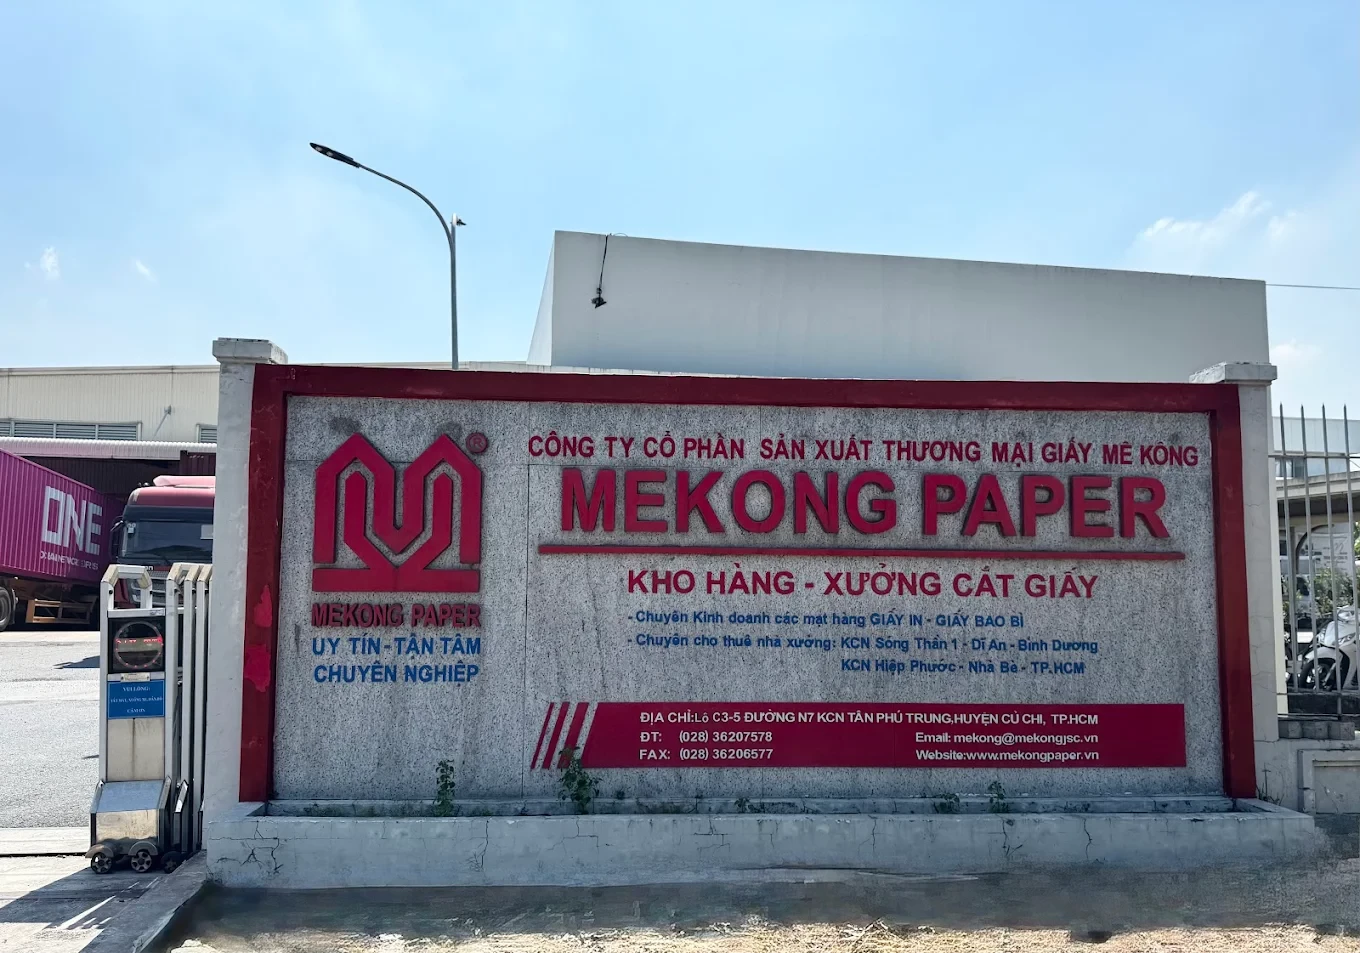 ONE
®
MEKONG PAPER
UY TÍN - TẬN TÂM
CHUYÊN NGHIỆP
CÔNG TY CỔ PHẦN SẢN XUẤT THƯƠNG MẠI GIẤY MÊ KÔNG
MEKONG PAPER
KHO HÀNG - XƯỞNG CẮT GIẤY
- Chuyên Kinh doanh các mặt hàng GIẤY IN - GIẤY BAO BÌ
- Chuyên cho thuê nhà xưởng: KCN Sóng Thần 1 - Dĩ An - Bình Dương
KCN Hiệp Phước - Nhà Bè - TP.HCM
ĐỊA CHỈ:Lô C3-5 ĐƯỜNG N7 KCN TÂN PHÚ TRUNG,HUYỆN CỦ CHI, TP.HCM
ĐT: (028) 36207578 Email: mekong@mekongjsc.vn
FAX: (028) 36206577 Website:www.mekongpaper.vn
VUI LÒNG: